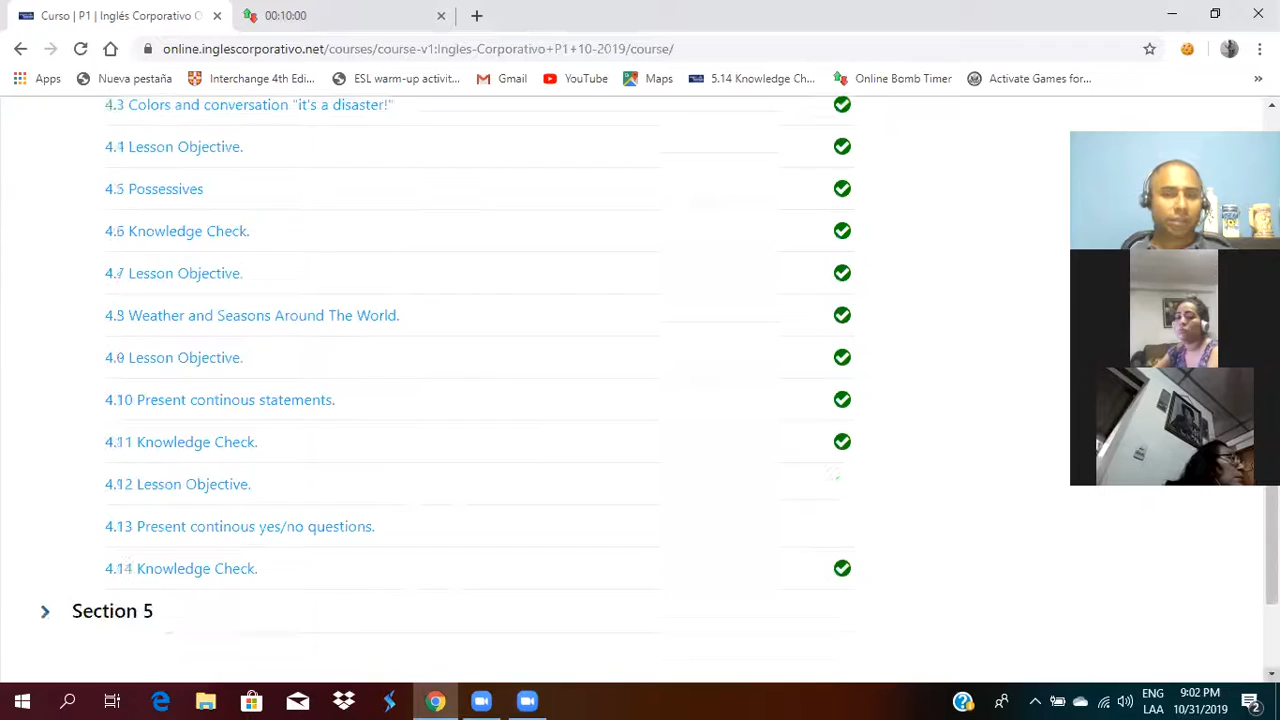 Curso | P1 | Inglés Corporativo O
00:10:00
online.inglescorporativo.net/courses/course-v1:Ingles-Corporativo+P1+10-2019/course/
Apps
Nueva pestaña
Interchange 4th Edi...
ESL warm-up activit...
Gmail
YouTube
Maps
5.14 Knowledge Ch...
Online Bomb Timer
Activate Games for...
»
4.3 Colors and conversation "it's a disaster!"
4.4 Lesson Objective.
4.5 Possessives
4.6 Knowledge Check.
4.7 Lesson Objective.
4.8 Weather and Seasons Around The World.
4.9 Lesson Objective.
4.10 Present continous statements.
4.11 Knowledge Check.
4.12 Lesson Objective.
4.13 Present continous yes/no questions.
4.14 Knowledge Check.
Section 5
ENG
LAA
9:02 PM
10/31/2019
2